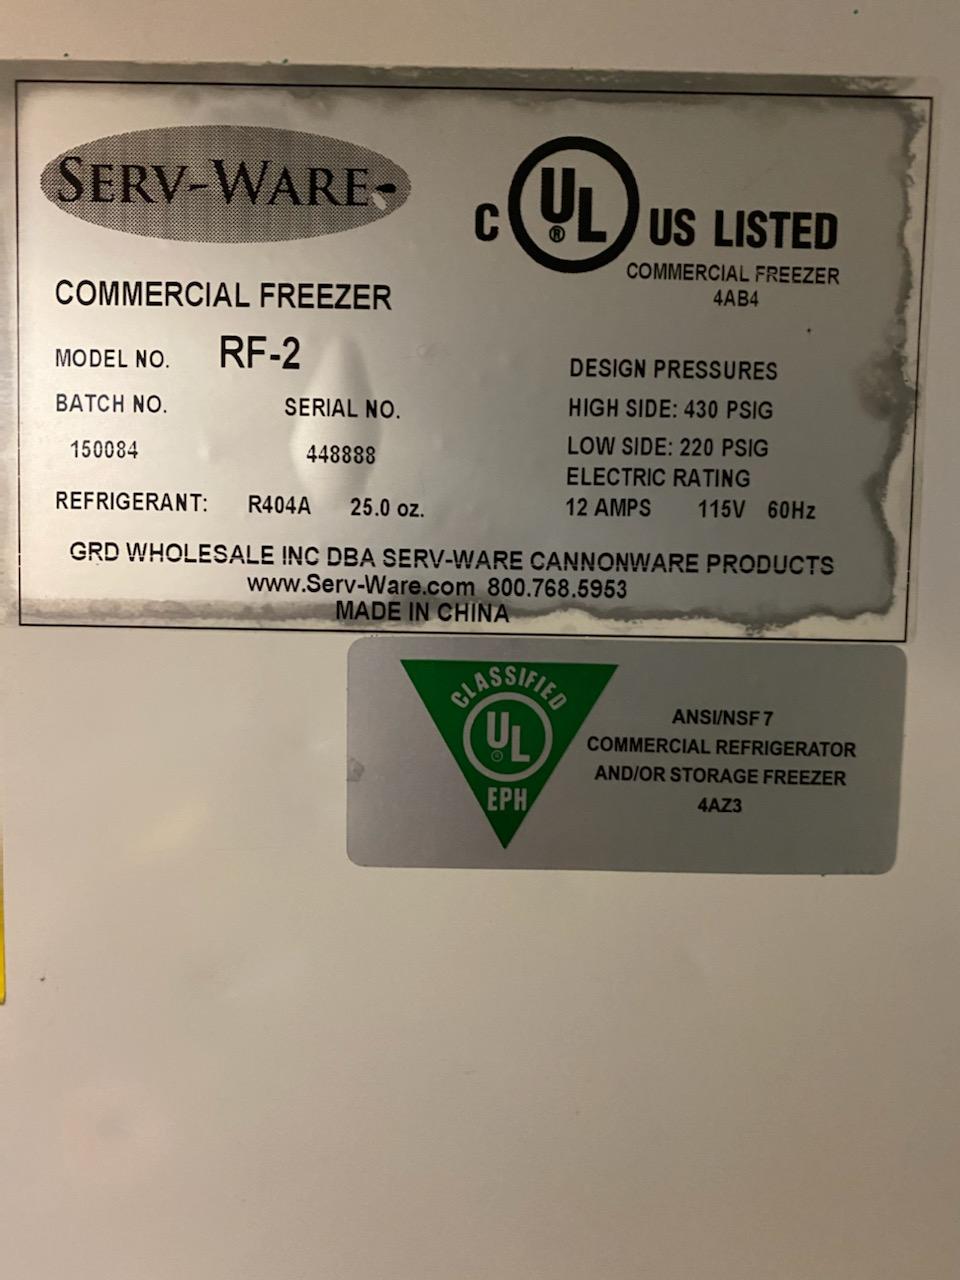 SERV-WARE
COMMERCIAL FREEZER
MODEL NO. RF-2
BATCH NO. SERIAL NO.
150084 448888
REFRIGERANT: R404A 25.0 oz.
C UL® US LISTED
COMMERCIAL FREEZER
4AB4
DESIGN PRESSURES
HIGH SIDE: 430 PSIG
LOW SIDE: 220 PSIG
ELECTRIC RATING
12 AMPS 115V 60Hz
GRD WHOLESALE INC DBA SERV-WARE CANNONWARE PRODUCTS
www.Serv-Ware.com 800.768.5953
MADE IN CHINA
CLASSIFIED
UL®
EPH
ANSI/NSF 7
COMMERCIAL REFRIGERATOR
AND/OR STORAGE FREEZER
4AZ3